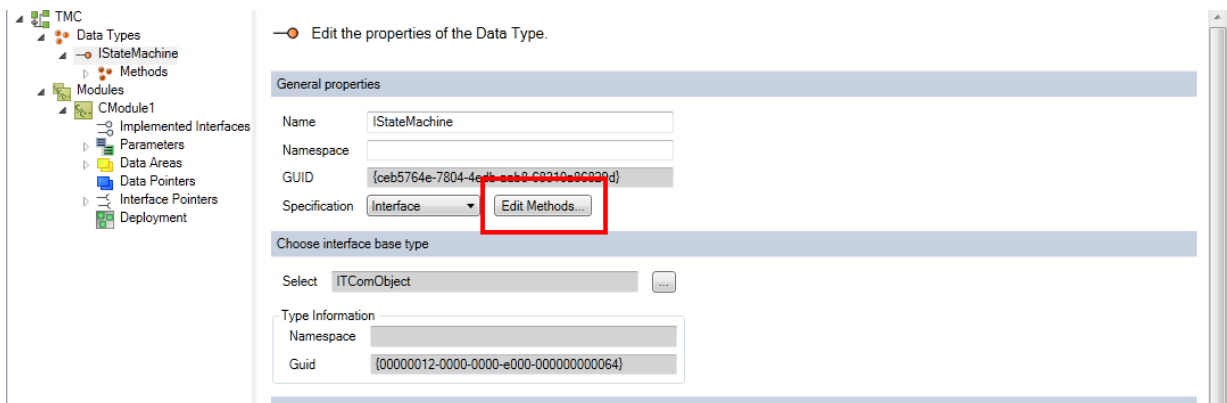 TMC
Data Types
IStateMachine
Methods
Modules
CModule1
Implemented Interfaces
Parameters
Data Areas
Data Pointers
Interface Pointers
Deployment
Edit the properties of the Data Type.
General properties
Name IStateMachine
Namespace
GUID
Specification Interface Edit Methods...
Choose interface base type
Select ITComObject ...
Type Information
Namespace
Guid {00000012-0000-0000-e000-000000000064}